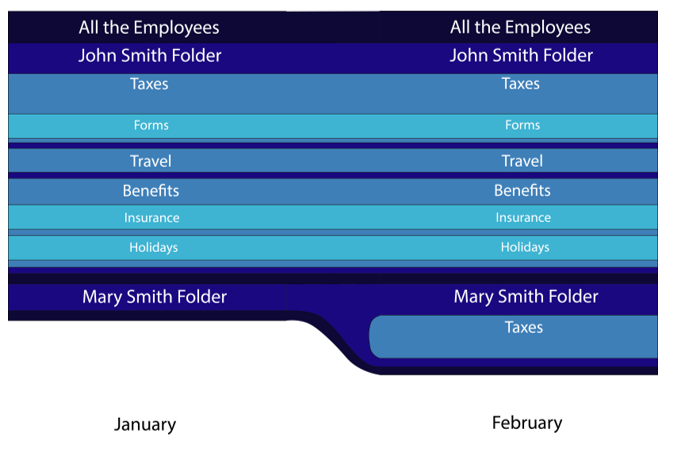 All the Employees
All the Employees
John Smith Folder
John Smith Folder
Taxes
Taxes
Forms
Forms
Travel
Travel
Benefits
Benefits
Insurance
Insurance
Holidays
Holidays
Mary Smith Folder
Mary Smith Folder
Taxes
January
February